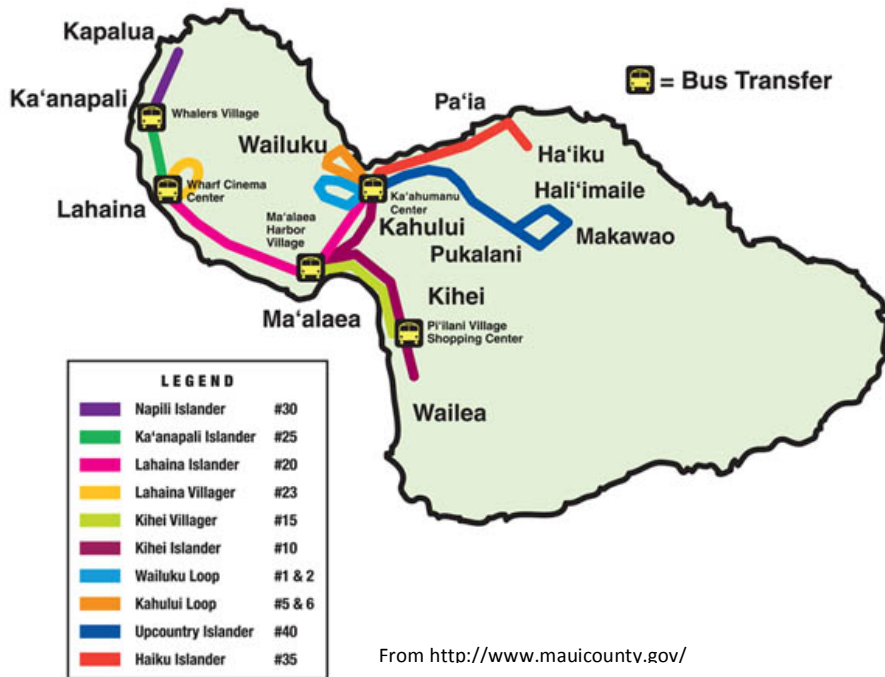 Kapalua
Ka‘anapali
Whalers Village
Wailuku
Pa‘ia
= Bus Transfer
Ha‘iku
Hali‘imaile
Lahaina
Wharf Cinema
Center
Ka‘ahumanu
Center
Ma‘alaea
Harbor
Village
Kahului
Pukalani
Makawao
Ma‘alaea
Kihei
Pi‘ilani Village
Shopping Center
Wailea
LEGEND
Napili Islander #30
Ka‘anapali Islander #25
Lahaina Islander #20
Lahaina Villager #23
Kihei Villager #15
Kihei Islander #10
Wailuku Loop #1 & 2
Kahului Loop #5 & 6
Upcountry Islander #40
Haiku Islander #35
From http://www.mauicounty.gov/